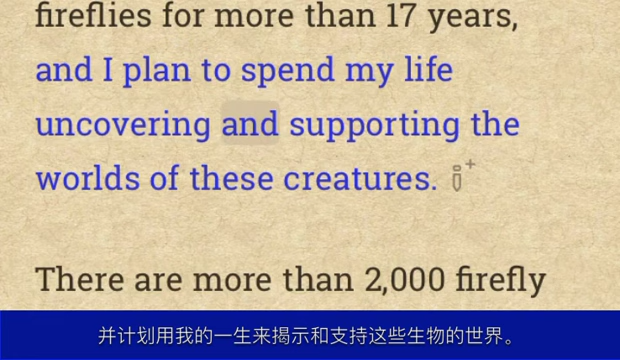 fireflies for more than 17 years,
and I plan to spend my life
uncovering and supporting the
worlds of these creatures.
There are more than 2,000 firefly
并计划用我的一生来揭示和支持这些生物的世界。